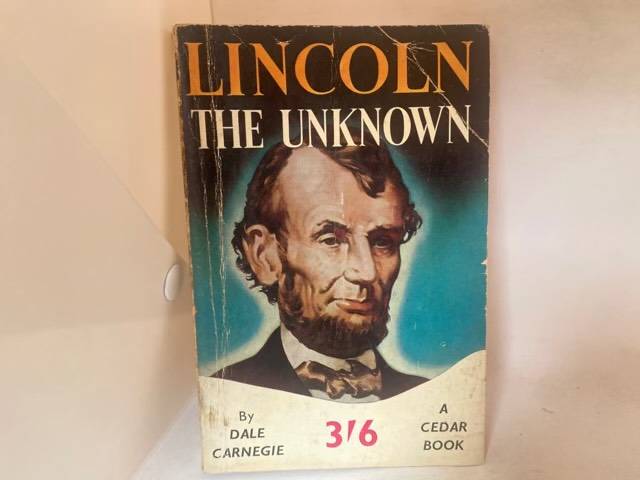 LINCOLN
THE UNKNOWN
By
DALE
CARNEGIE
3'6
A
CEDAR
BOOK